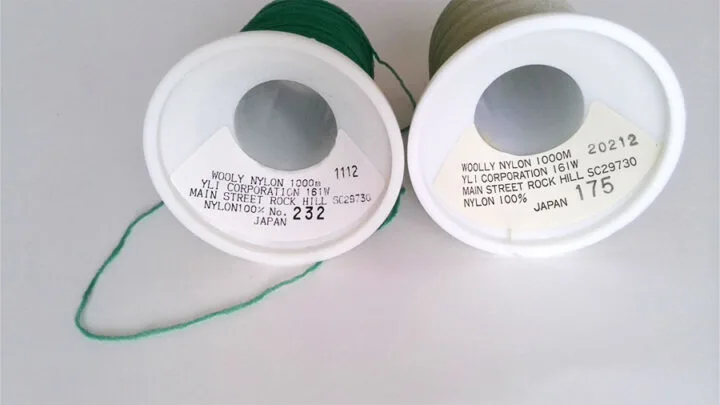 WOOLY NYLON 1000m 1112
YLI CORPORATION 161W
MAIN STREET ROCK HILL SC29730
NYLON100% No. 232
JAPAN
WOOLLY NYLON 1000M 20212
YLI CORPORATION 161W
MAIN STREET ROCK HILL SC29730
NYLON 100% JAPAN 175